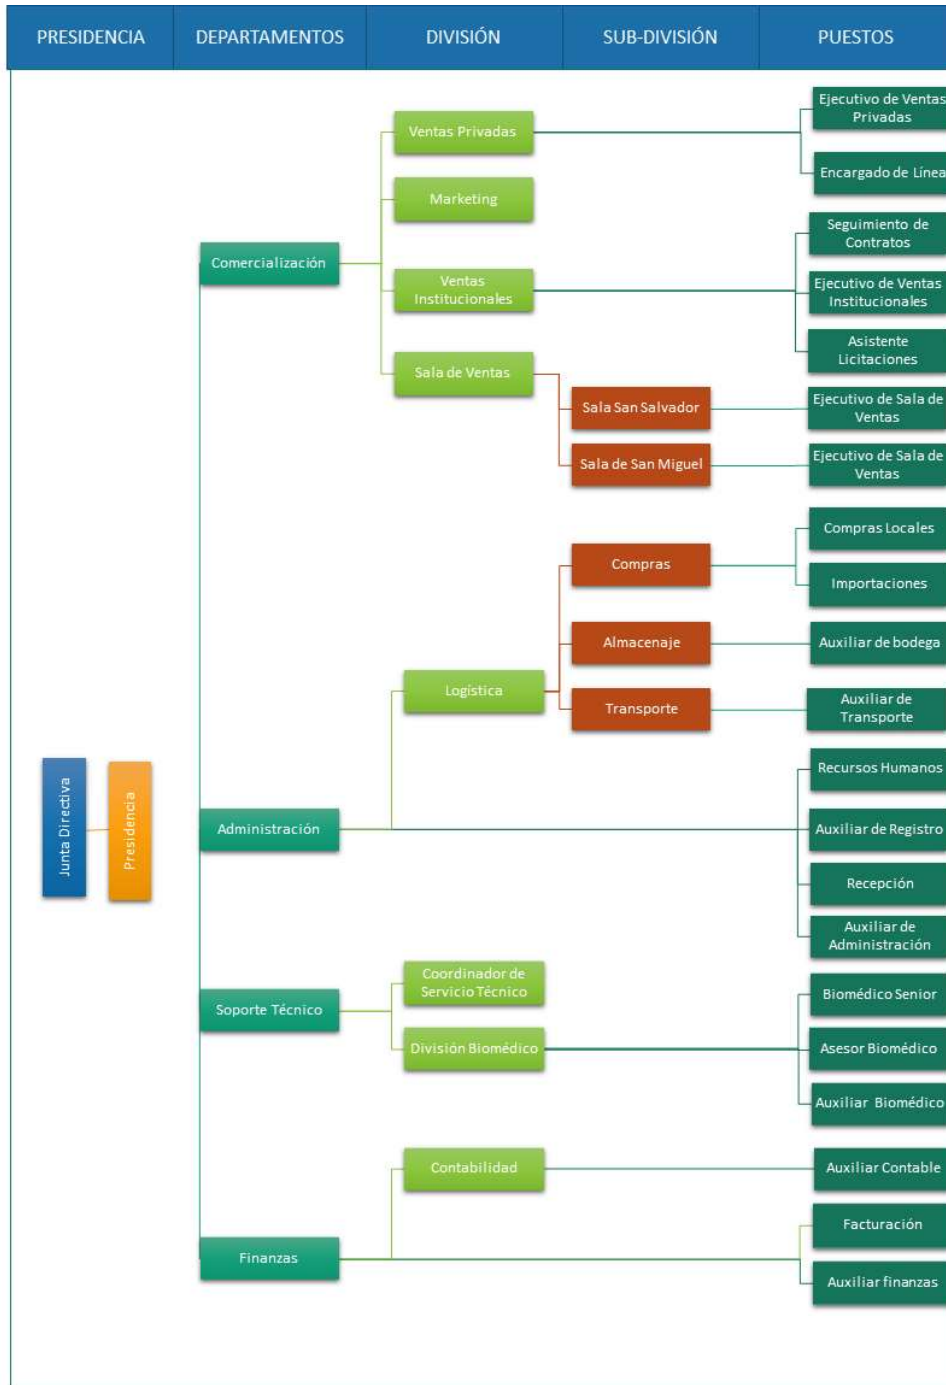 PRESIDENCIA
DEPARTAMENTOS
DIVISIÓN
SUB-DIVISIÓN
PUESTOS
Junta Directiva
Presidencia
Comercialización
Ventas Privadas
Ejecutivo de Ventas
Privadas
Encargado de Línea
Marketing
Ventas
Institucionales
Seguimiento de
Contratos
Ejecutivo de Ventas
Institucionales
Asistente
Licitaciones
Sala de Ventas
Sala San Salvador
Ejecutivo de Sala de
Ventas
Sala de San Miguel
Ejecutivo de Sala de
Ventas
Administración
Logística
Compras
Compras Locales
Importaciones
Almacenaje
Auxiliar de bodega
Transporte
Auxiliar de
Transporte
Recursos Humanos
Auxiliar de Registro
Recepción
Auxiliar de
Administración
Soporte Técnico
Coordinador de
Servicio Técnico
División Biomédico
Biomédico Senior
Asesor Biomédico
Auxiliar Biomédico
Finanzas
Contabilidad
Auxiliar Contable
Facturación
Auxiliar finanzas